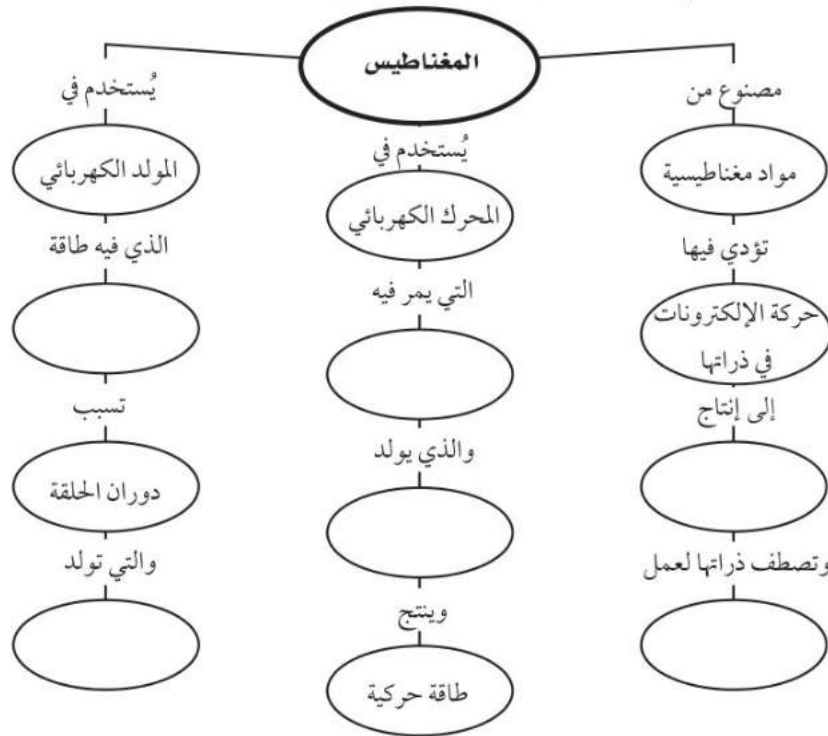 المغناطيس
مصنوع من
مواد مغناطيسية
تؤدي فيها
حركة الإلكترونات
في ذراتها
إلى إنتاج
وتصطف ذراتها لعمل
يُستخدم في
المحرك الكهربائي
التي يمر فيه
والذي يولد
وينتج
طاقة حركية
يُستخدم في
المولد الكهربائي
الذي فيه طاقة
تسبب
دوران الحلقة
والتي تولد